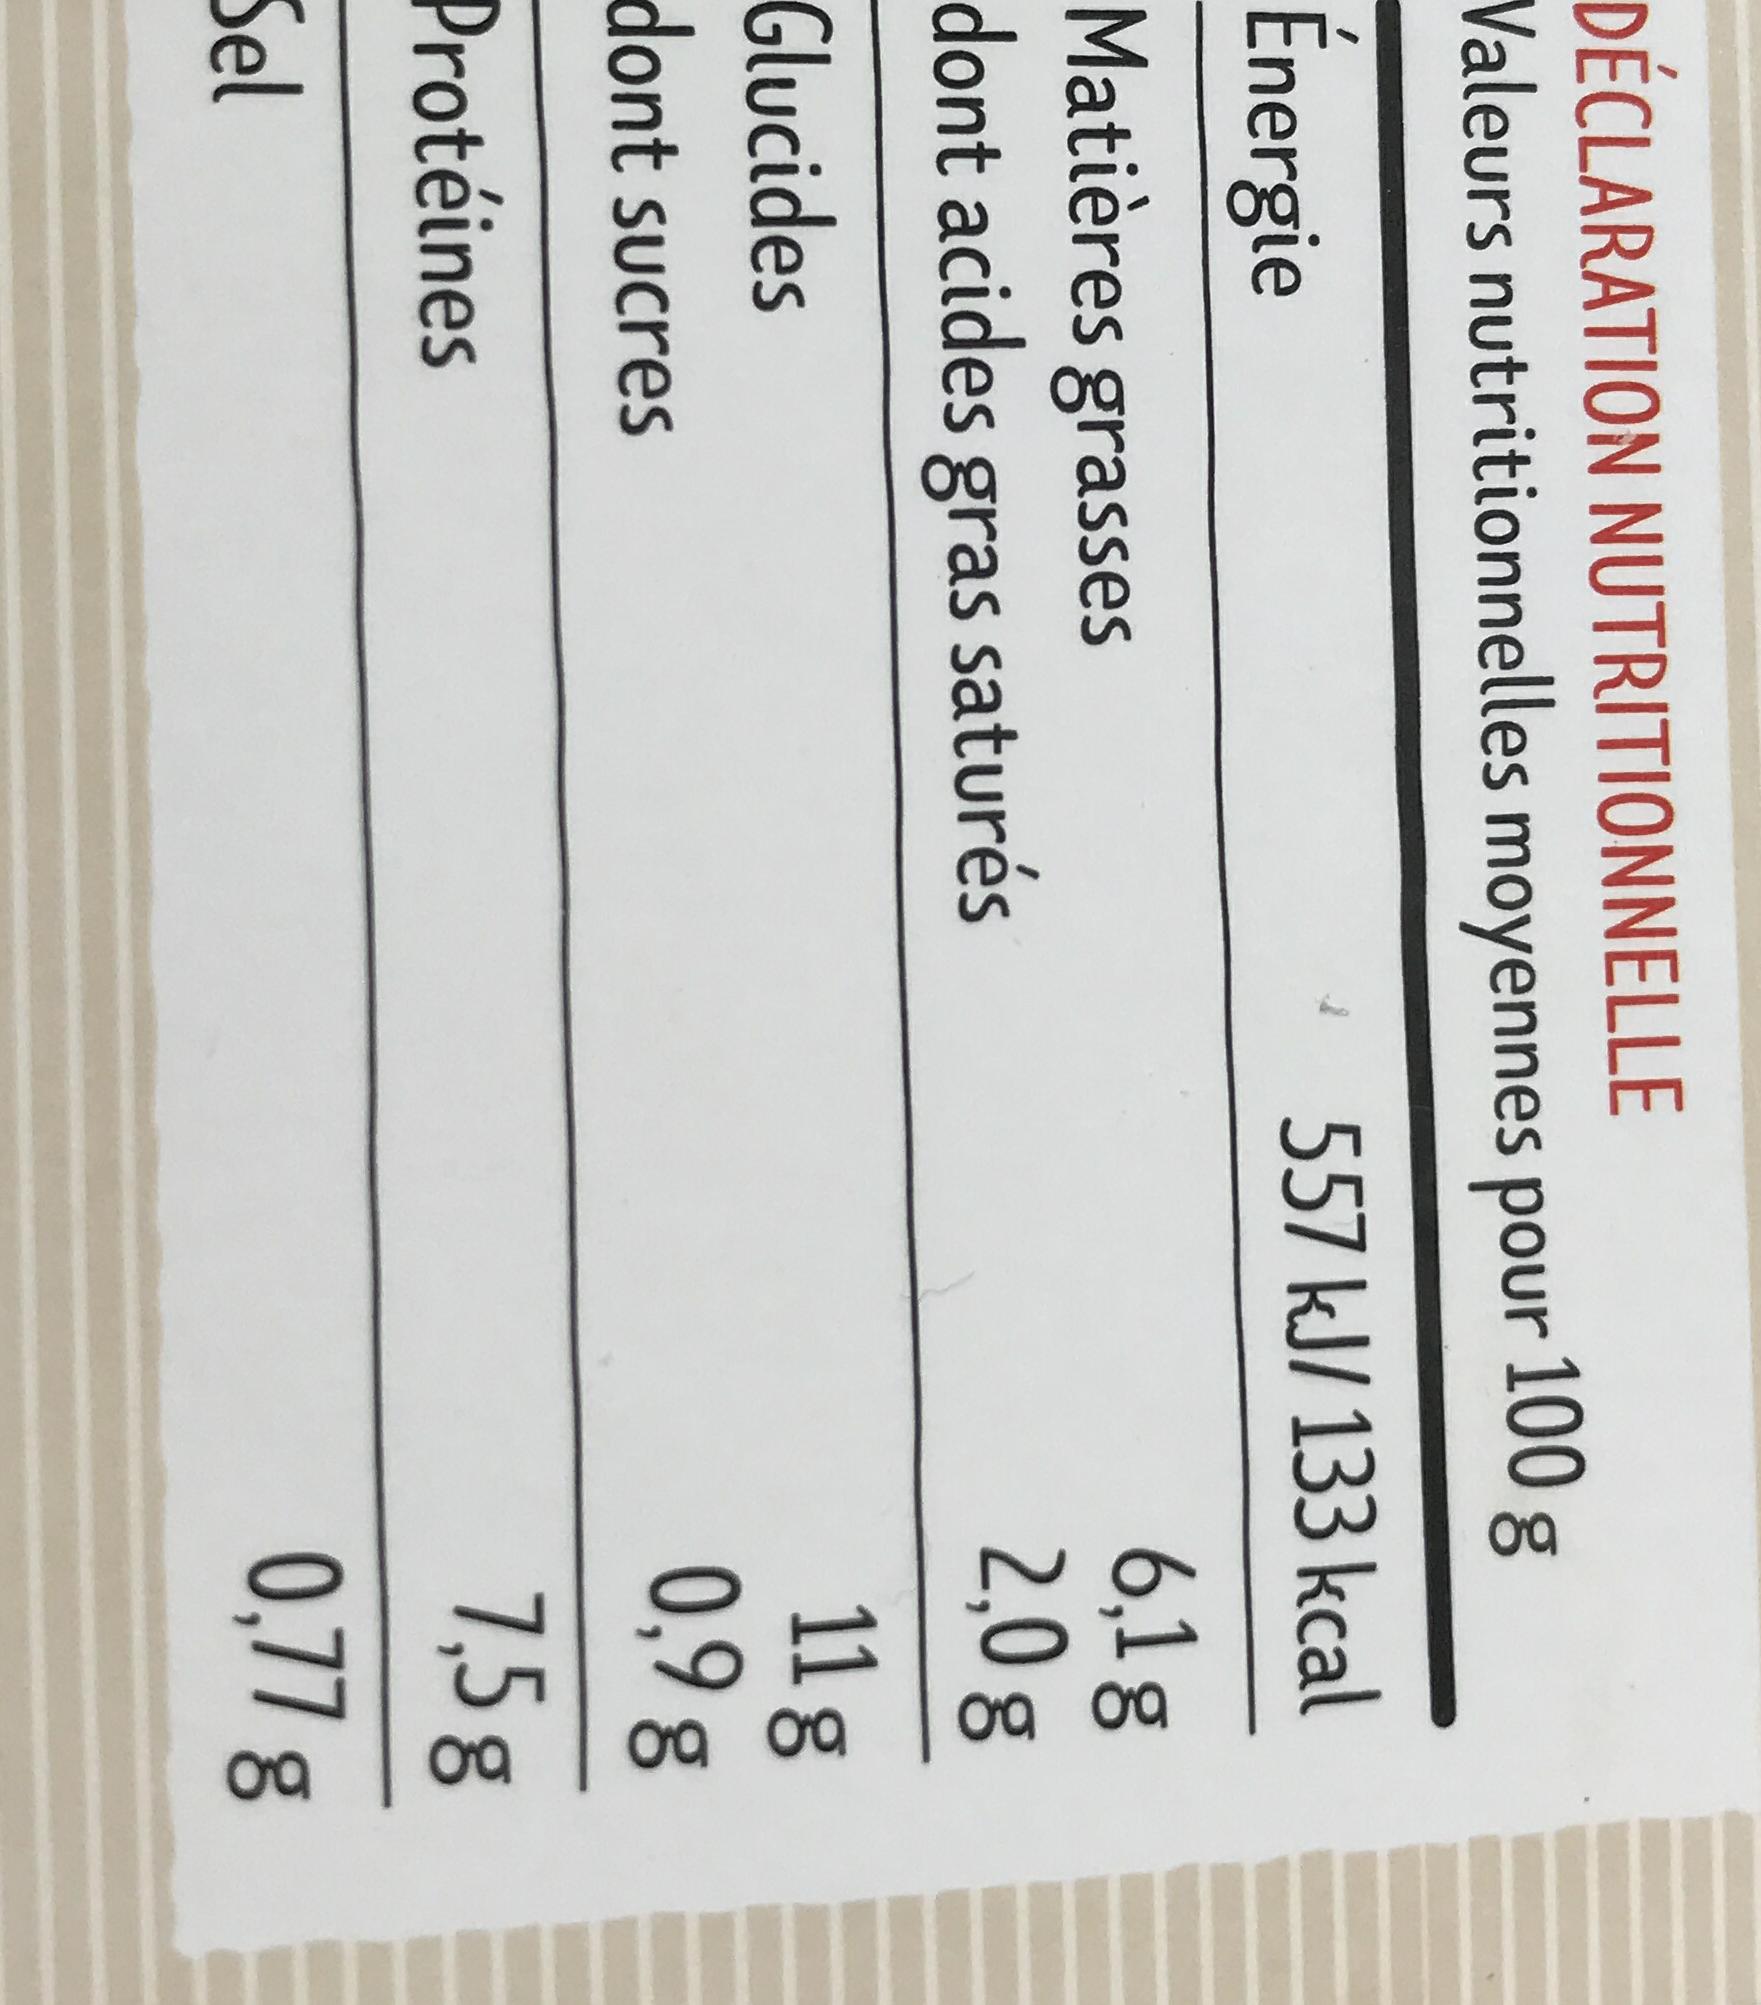 DÉCLARATION NUTRITIONNELLE
Valeurs nutritionnelles moyennes pour 100 g
Énergie 557 kJ/ 133 kcal
Matières grasses 6,1 g
dont acides gras saturés 2,0 g
Glucides 11 g
dont sucres 0,9 g
Protéines 7,5 g
Sel 0,77 g